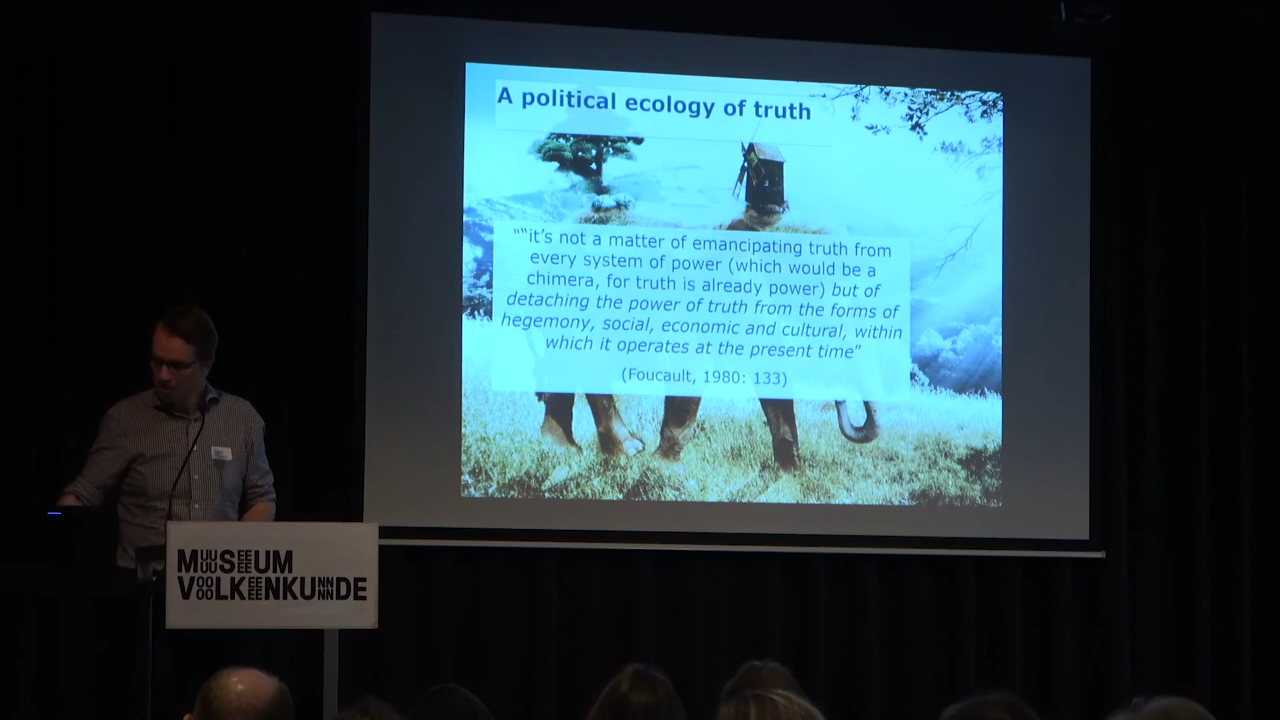 A political ecology of truth
““it’s not a matter of emancipating truth from
every system of power (which would be a
chimera, for truth is already power) but of
detaching the power of truth from the forms of
hegemony, social, economic and cultural, within
which it operates at the present time”
(Foucault, 1980: 133)
MUSEUM
VOLKENKUNDE